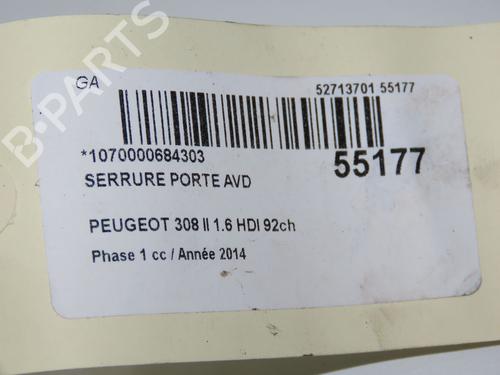 GA
52713701 55177
*1070000684303
55177
SERRURE PORTE AVD
PEUGEOT 308 II 1.6 HDI 92ch
Phase 1 cc / Année 2014
B-PARTS